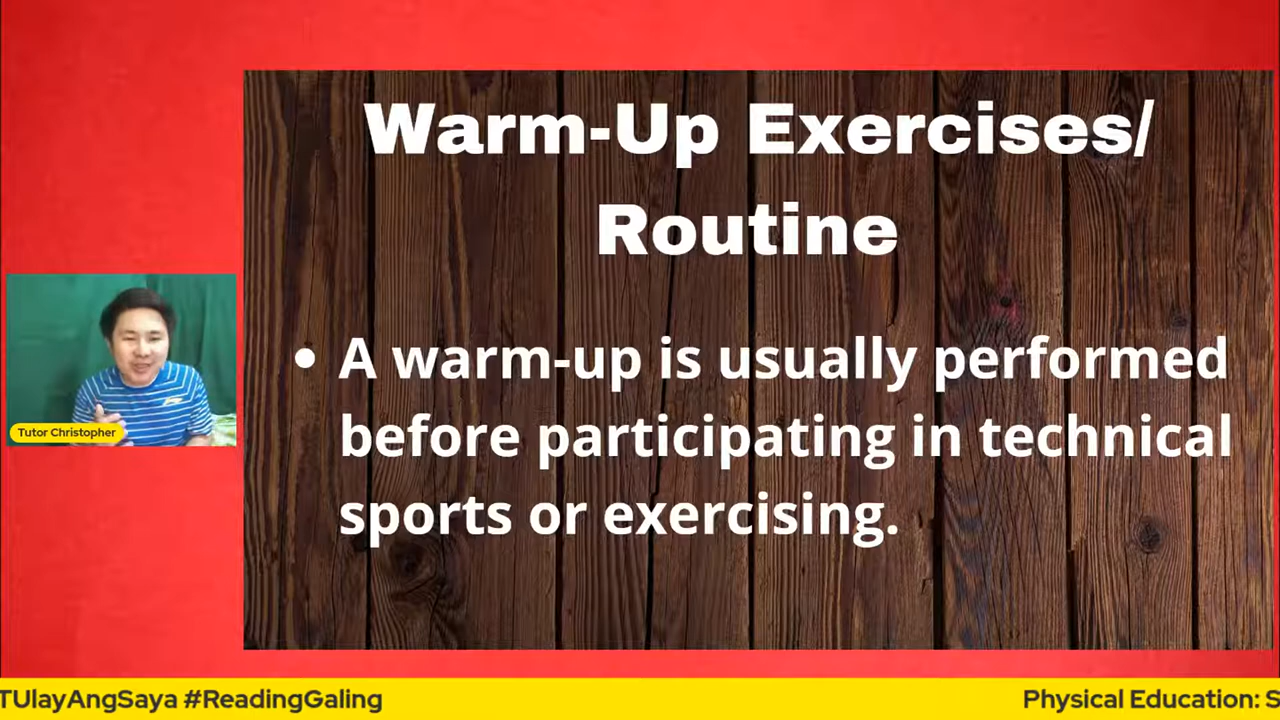 Warm-Up Exercises/
Routine
• A warm-up is usually performed
before participating in technical
sports or exercising.
Tutor Christopher
TUlayAngSaya #ReadingGaling
Physical Education: S